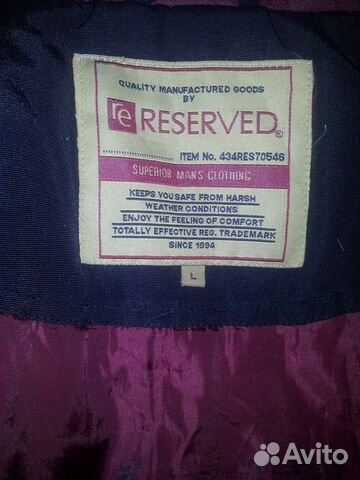 QUALITY MANUFACTURED GOODS
BY
re RESERVED®
ITEM No. 434RES70546
SUPERIOR MAN'S CLOTHING
KEEPS YOU SAFE FROM HARSH
WEATHER CONDITIONS
ENJOY THE FEELING OF COMFORT
TOTALLY EFFECTIVE REG. TRADEMARK
SINCE 1994
L
Avito